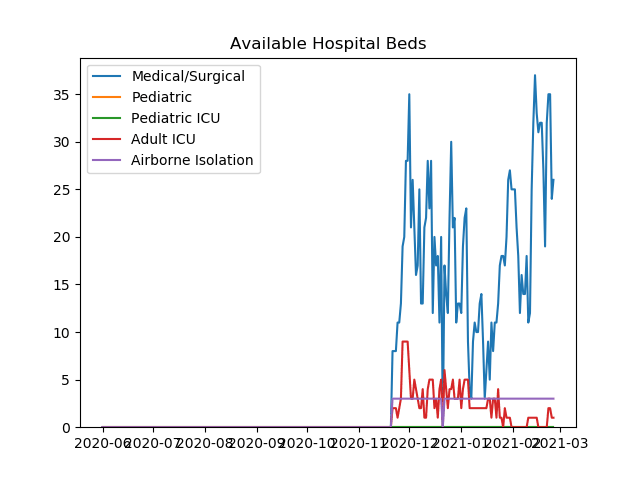 Available Hospital Beds
Medical/Surgical
Pediatric
Pediatric ICU
Adult ICU
Airborne Isolation
35
30
25
20
15
10
5
0
2020-06 2020-07 2020-08 2020-09 2020-10 2020-11 2020-12 2021-01 2021-02 2021-03